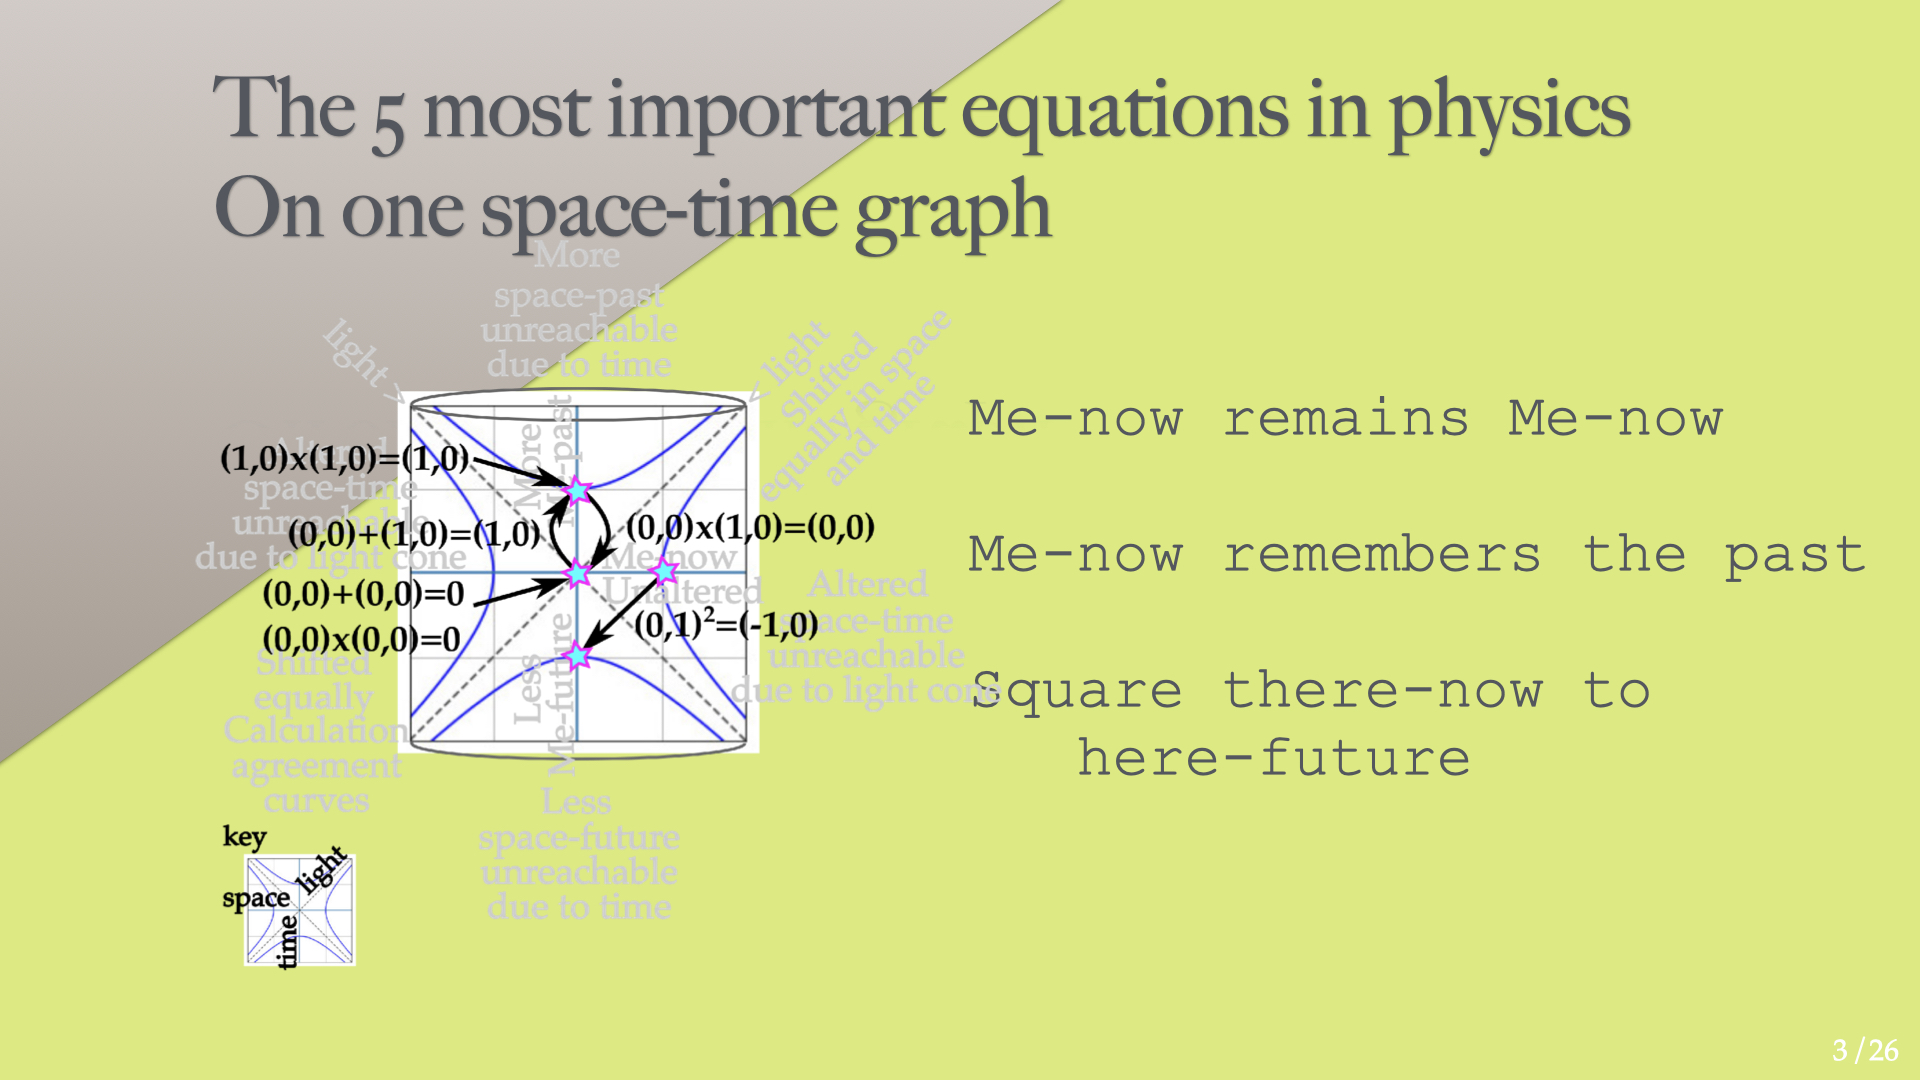 The 5 most important equations in physics
On one space-time graph
More
space-past
unreachable
due to time
light ->
<- light
Shifted
equally in space
and time
More
Me-past
Altered
space-time
unreachable
due to light cone
(1,0)x(1,0)=(1,0)
(0,0)+(1,0)=(1,0)
(0,0)x(1,0)=(0,0)
(0,0)+(0,0)=0
(0,0)x(0,0)=0
Me-now
Unaltered
(0,1)²=(-1,0)
Altered
space-time
unreachable
due to light cone
Less
Me-future
Shifted
equally
Calculation
agreement
curves
Less
space-future
unreachable
due to time
key
space
light
time
Me-now remains Me-now
Me-now remembers the past
Square there-now to
here-future
3 / 26